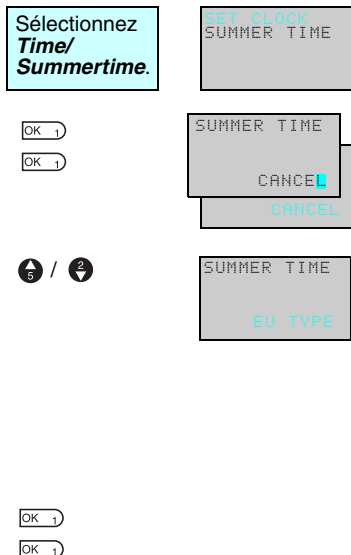 Sélectionnez
Time/
Summertime.
SET CLOCK
SUMMER TIME
OK 1
OK 1
SUMMER TIME
CANCEL
CANCEL
5 / 2
SUMMER TIME
EU TYPE
OK 1
OK 1